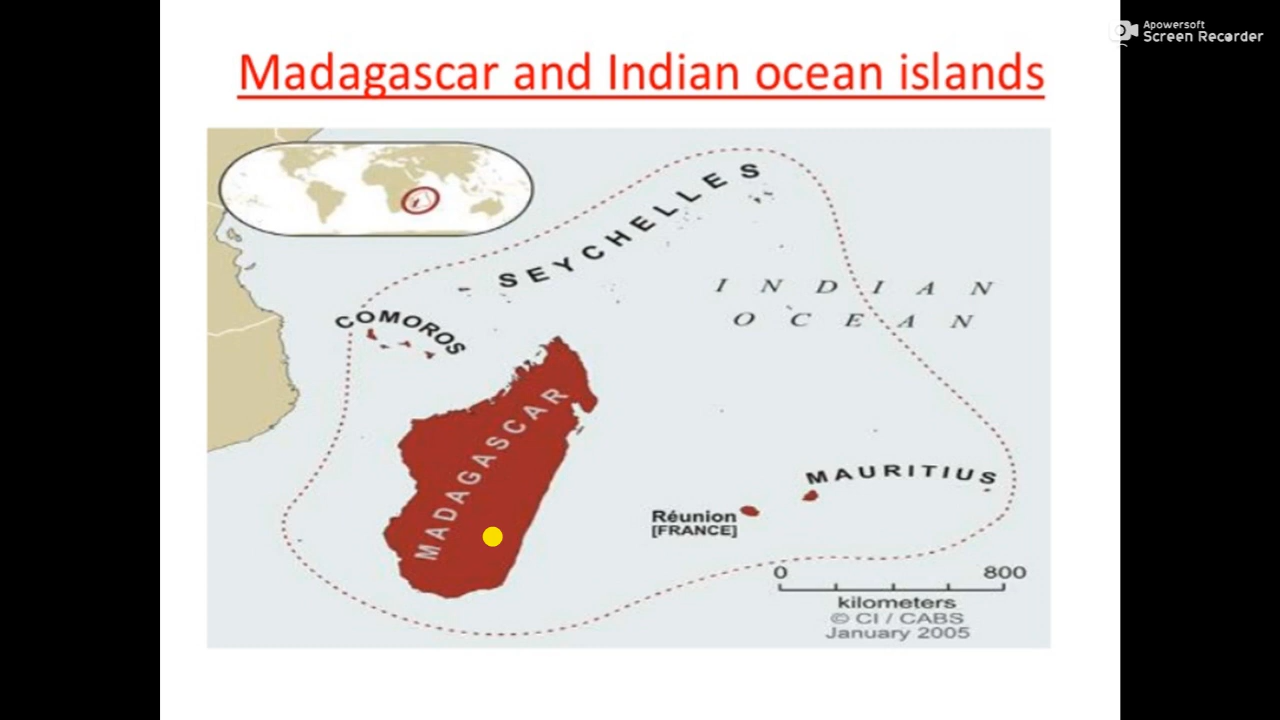 Apowersoft
Screen Recorder
Madagascar and Indian ocean islands
SEYCHELLES
INDIAN
OCEAN
COMOROS
MADAGASCAR
MAURITIUS
Réunion
[FRANCE]
0 800
kilometers
© CI / CABS
January 2005